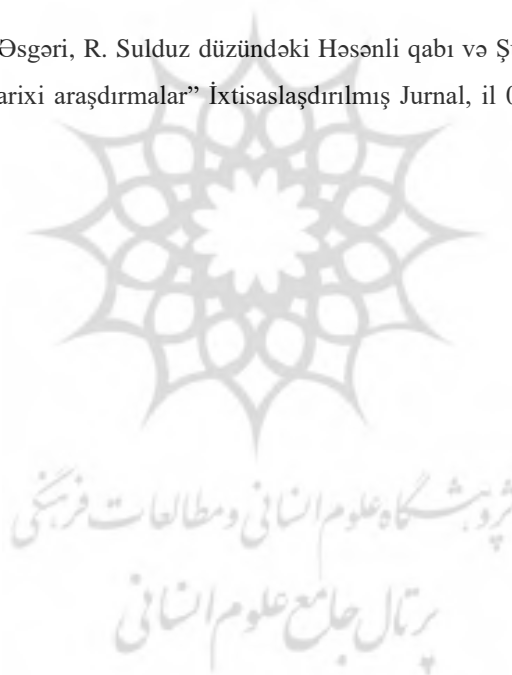 Əsgəri, R. Sulduz düzündəki Həsənli qabı və
arixi araşdırmalar” İxtisaslaşdırılmış Jurnal, il
پژوهشگاه علوم انسانی و مطالعات فرهنگی
پرتال جامع علوم انسانی